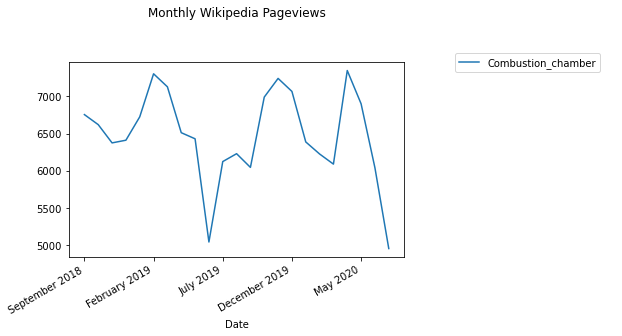 Monthly Wikipedia Pageviews
Combustion_chamber
7000
6500
6000
5500
5000
September 2018
February 2019
July 2019
December 2019
May 2020
Date